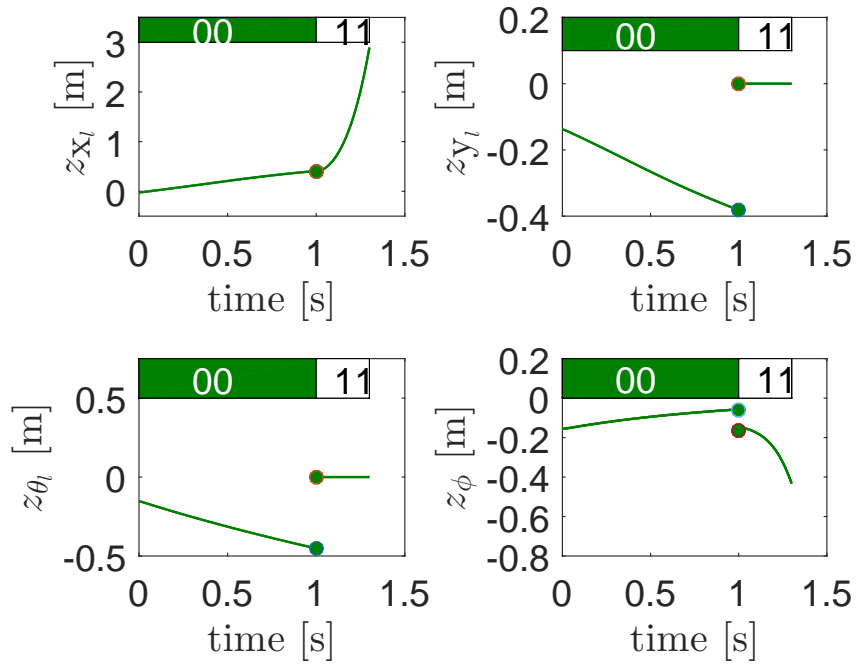 3
2
1
0
z_{x_l} [m]
00
11
0 0.5 1 1.5
time [s]
0.2
0
-0.2
-0.4
z_{y_l} [m]
00
11
0 0.5 1 1.5
time [s]
0.5
0
-0.5
z_{θ_l} [m]
00
11
0 0.5 1 1.5
time [s]
0.2
0
-0.2
-0.4
-0.6
-0.8
z_ϕ [m]
00
11
0 0.5 1 1.5
time [s]